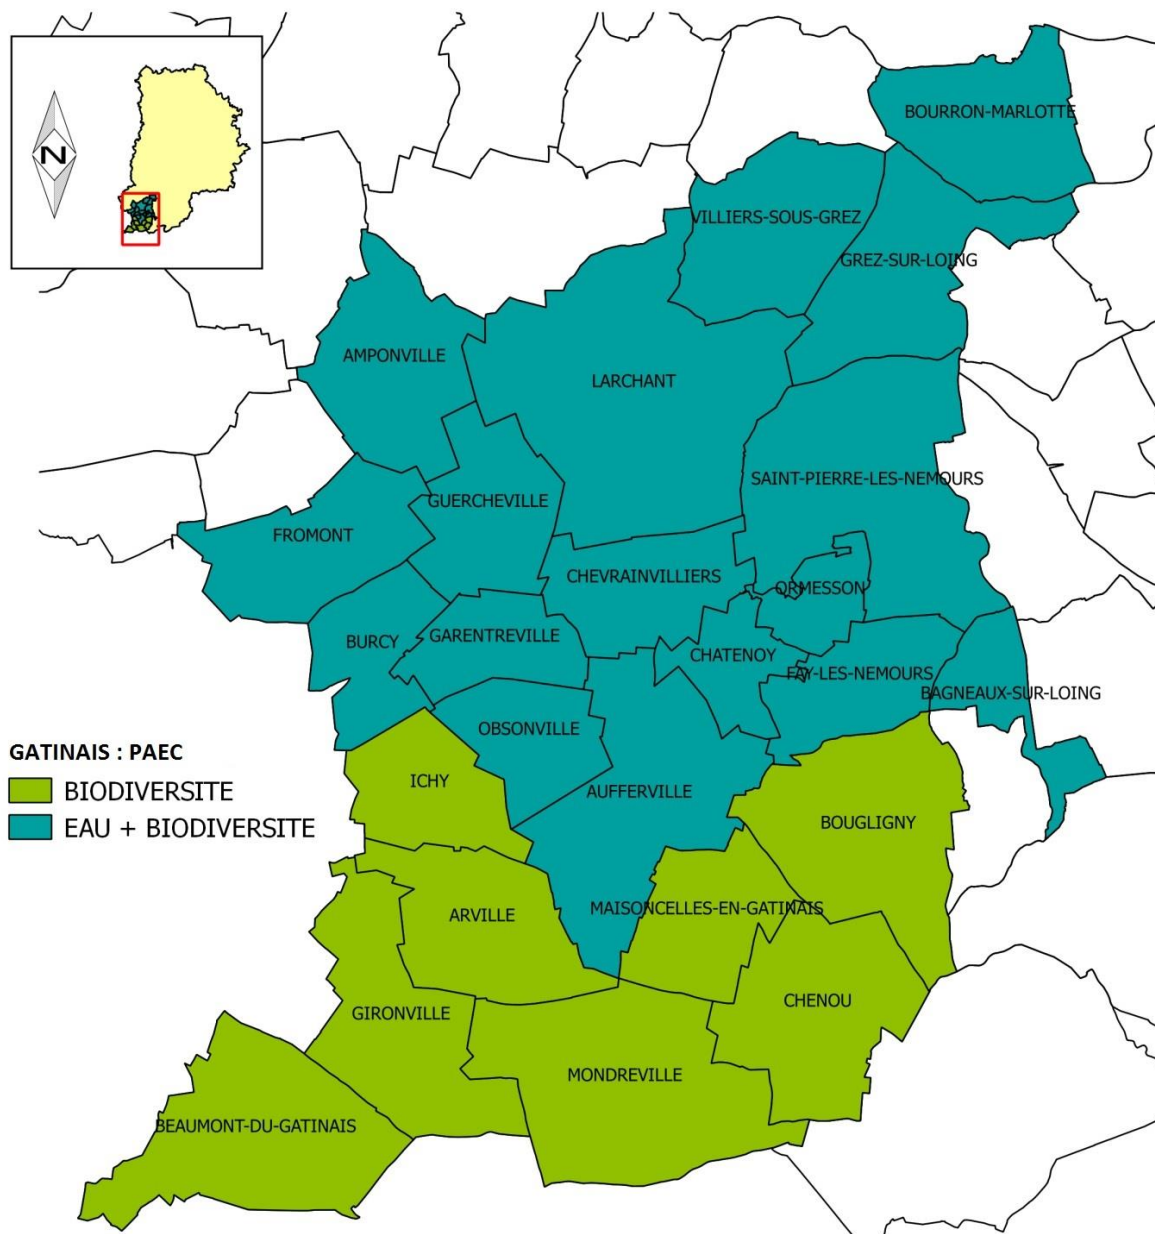 N
BOURRON-MARLOTTE
VILLIERS-SOUS-GREZ
GREZ-SUR-LOING
AMPONVILLE
LARCHANT
SAINT-PIERRE-LES-NEMOURS
GUERCHEVILLE
FROMONT
CHEVRAINVILLIERS
ORMESSON
BURCY
GARENTREVILLE
CHATENOY
FAY-LES-NEMOURS
BAGNEAUX-SUR-LOING
OBSONVILLE
GATINAIS : PAEC
BIODIVERSITE
EAU + BIODIVERSITE
ICHY
AUFFERVILLE
BOUGLIGNY
MAISONCELLES-EN-GATINAIS
ARVILLE
CHENOU
GIRONVILLE
MONDREVILLE
BEAUMONT-DU-GATINAIS